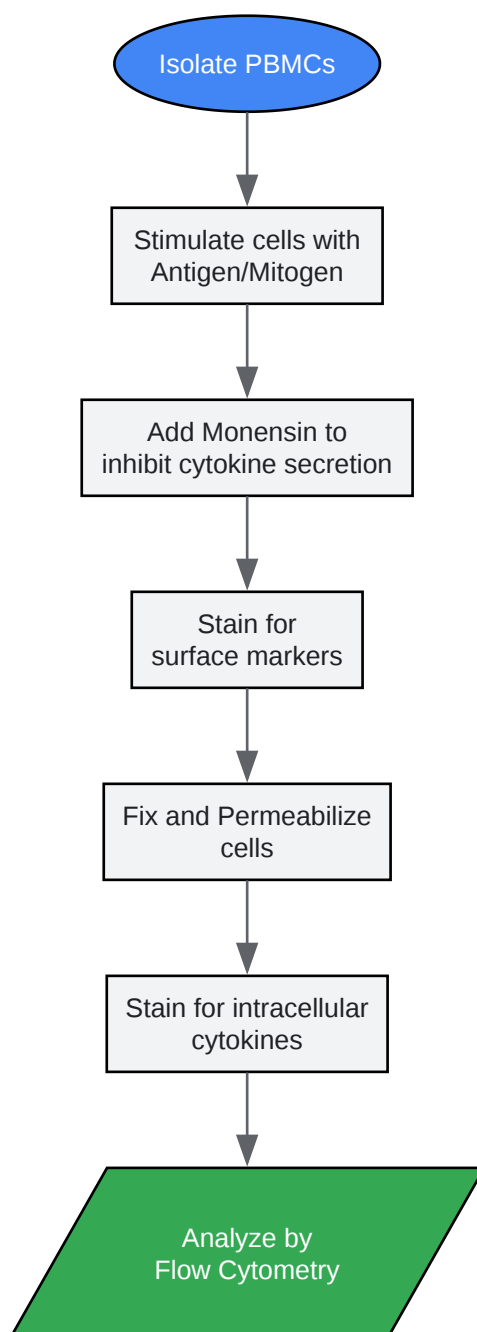 Isolate PBMCs
Stimulate cells with
Antigen/Mitogen
Add Monensin to
inhibit cytokine secretion
Stain for
surface markers
Fix and Permeabilize
cells
Stain for intracellular
cytokines
Analyze by
Flow Cytometry